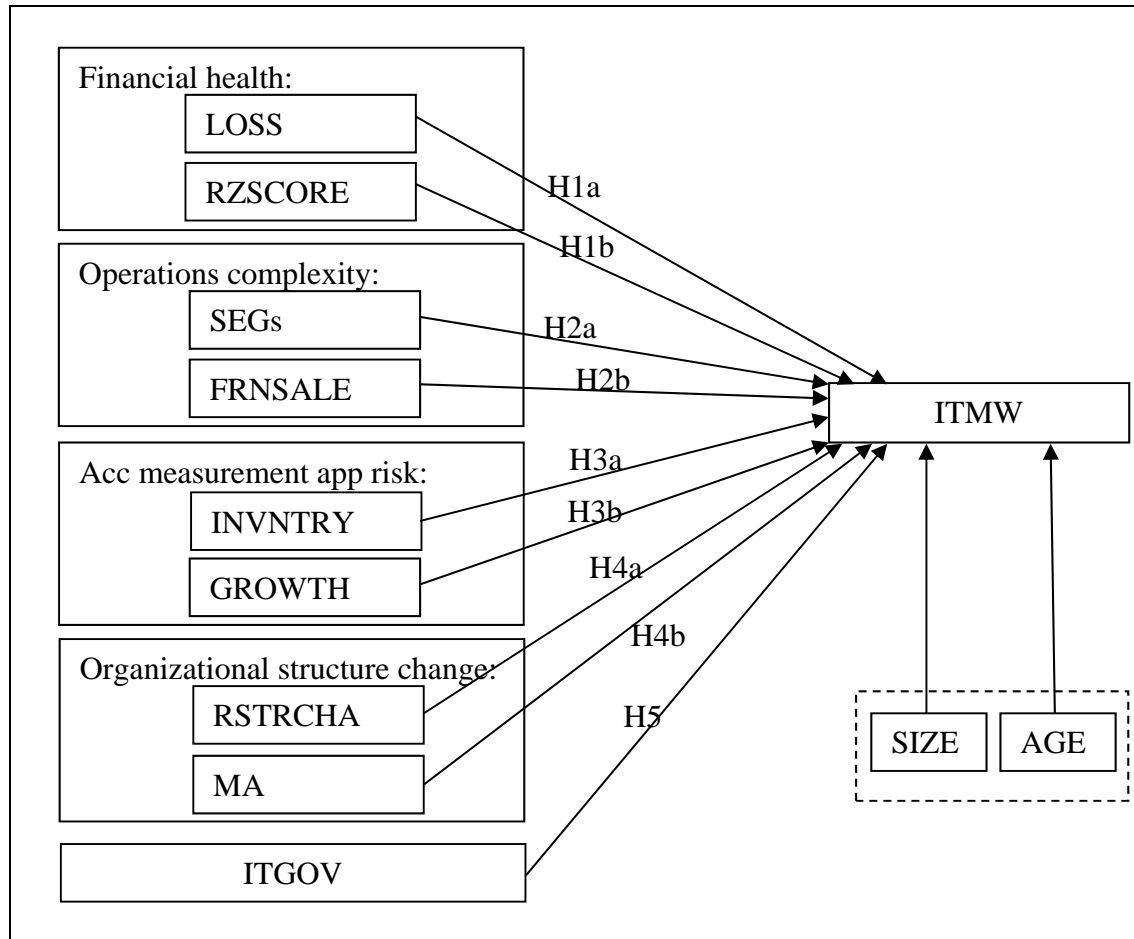 Financial health:
LOSS
RZSCORE
H1a
H1b
Operations complexity:
SEGs
FRNSALE
H2a
H2b
ITMW
Acc measurement app risk:
INVNTRY
GROWTH
H3a
H3b
H4a
Organizational structure change:
RSTRCHA
MA
H4b
H5
SIZE
AGE
ITGOV